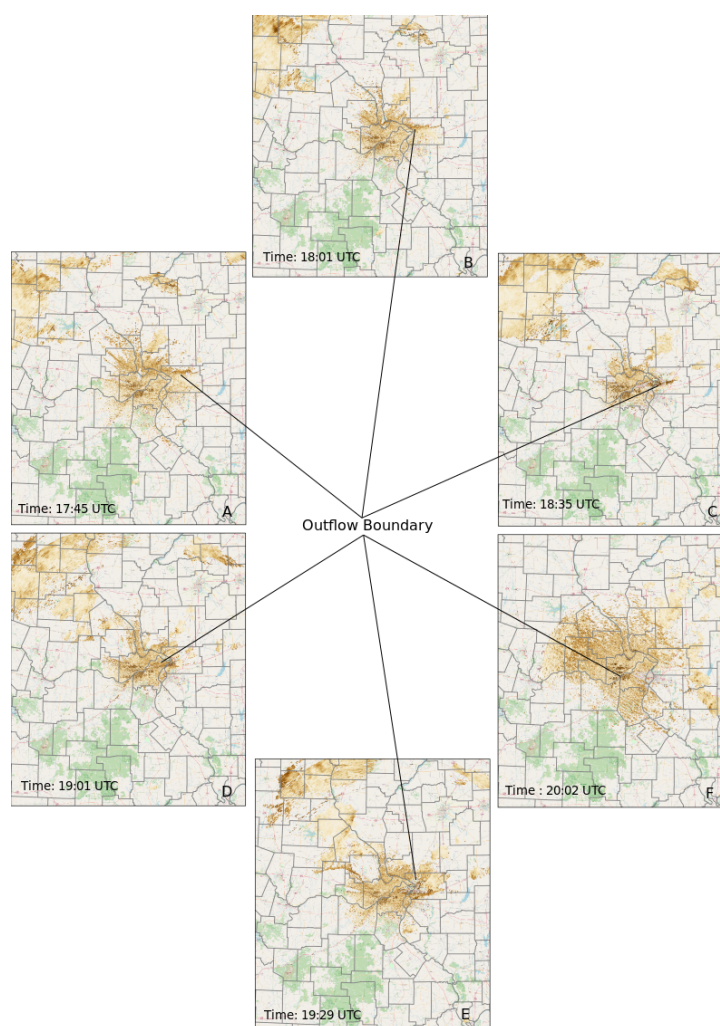 Time: 18:01 UTC
B
Time: 17:45 UTC
A
Time: 18:35 UTC
C
Outflow Boundary
Time: 19:01 UTC
D
Time : 20:02 UTC
F
Time: 19:29 UTC
E